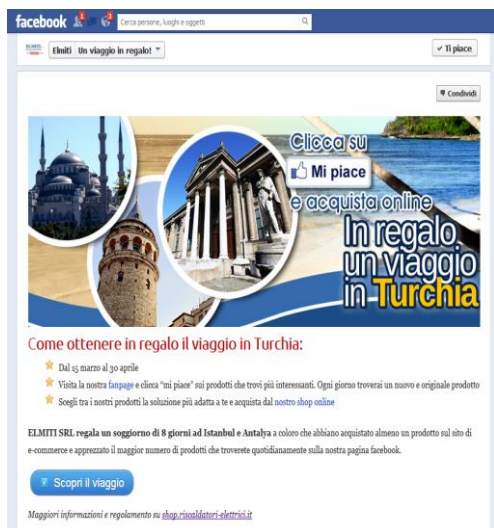 facebook
Cerca persone, luoghi e oggetti
Elmiti Un viaggio in regalo!
Ti piace
Condividi
Clicca su
Mi piace
e acquista online
In regalo
un viaggio
in Turchia
Come ottenere in regalo il viaggio in Turchia:
Dal 15 marzo al 30 aprile
Visita la nostra fanpage e clicca "mi piace" sui prodotti che trovi più interessanti. Ogni giorno troverai un nuovo e originale prodotto
Scegli tra i nostri prodotti la soluzione più adatta a te e acquista dal nostro shop online
ELMITI SRL regala un soggiorno di 8 giorni ad Istanbul e Antalya a coloro che abbiano acquistato almeno un prodotto sul sito di
e-commerce e apprezzato il maggior numero di prodotti che troverete quotidianamente sulla nostra pagina facebook.
Scopri il viaggio
Maggiori informazioni e regolamento su shop.riscaldatori-elettrici.it